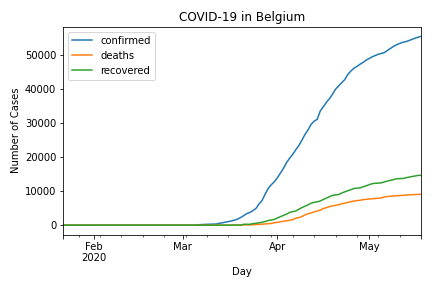 COVID-19 in Belgium
confirmed
deaths
recovered
Number of Cases
50000
40000
30000
20000
10000
0
Feb
2020
Mar
Apr
May
Day